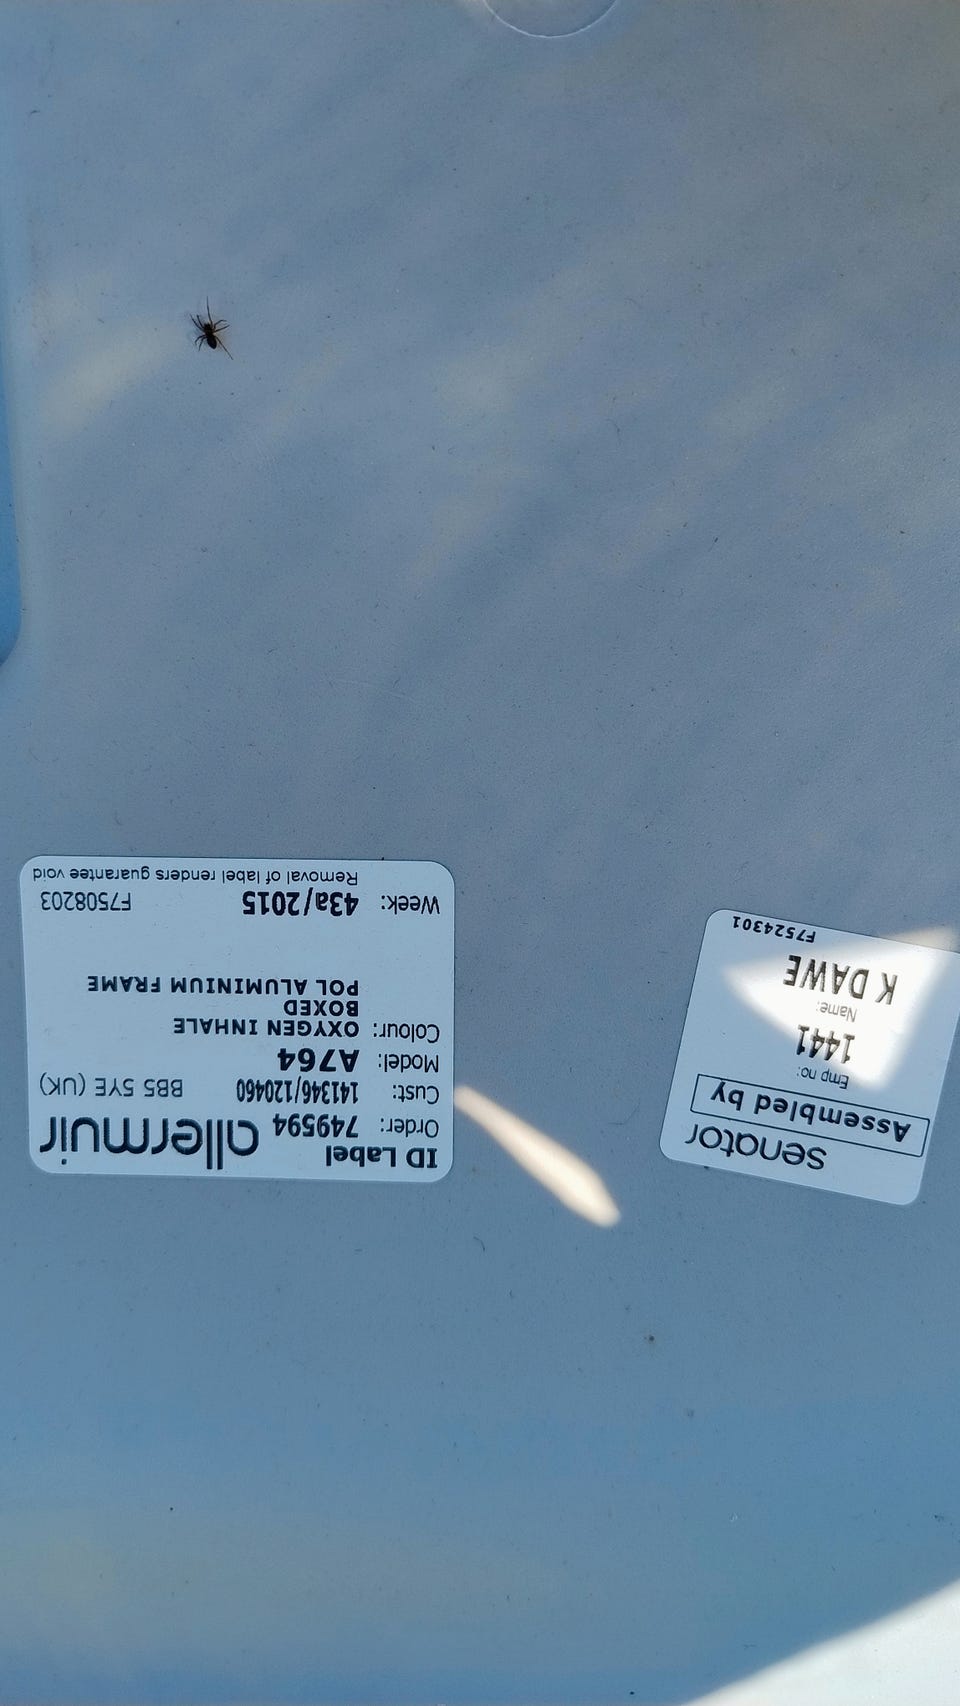 ID Label allermuir
Order: 749594
Cust: 141346/120460 BB5 5YE (UK)
Model: A764
Colour: OXYGEN INHALE
BOXED
POL ALUMINIUM FRAME
Week: 43a/2015 F7508203
Removal of label renders guarantee void
senator
Assembled by
Emp no:
1441
Name:
K DAWE
F7524301